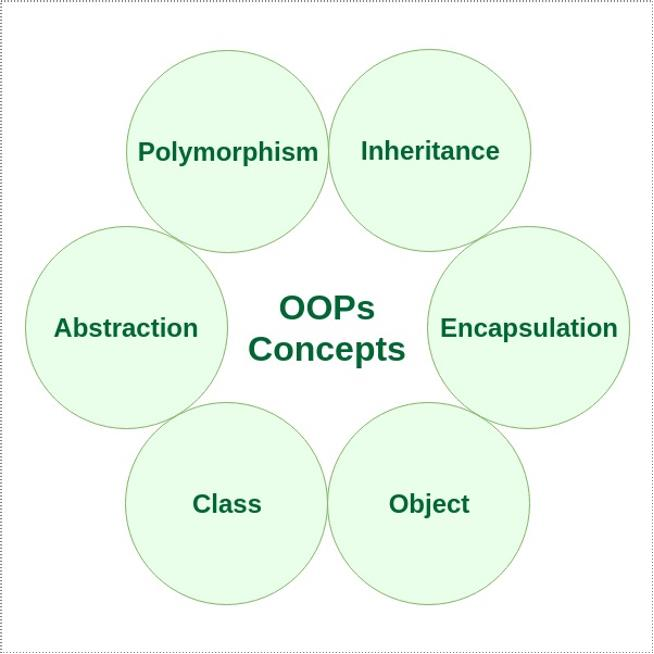 Polymorphism
Inheritance
Abstraction
OOPs
Concepts
Encapsulation
Class
Object